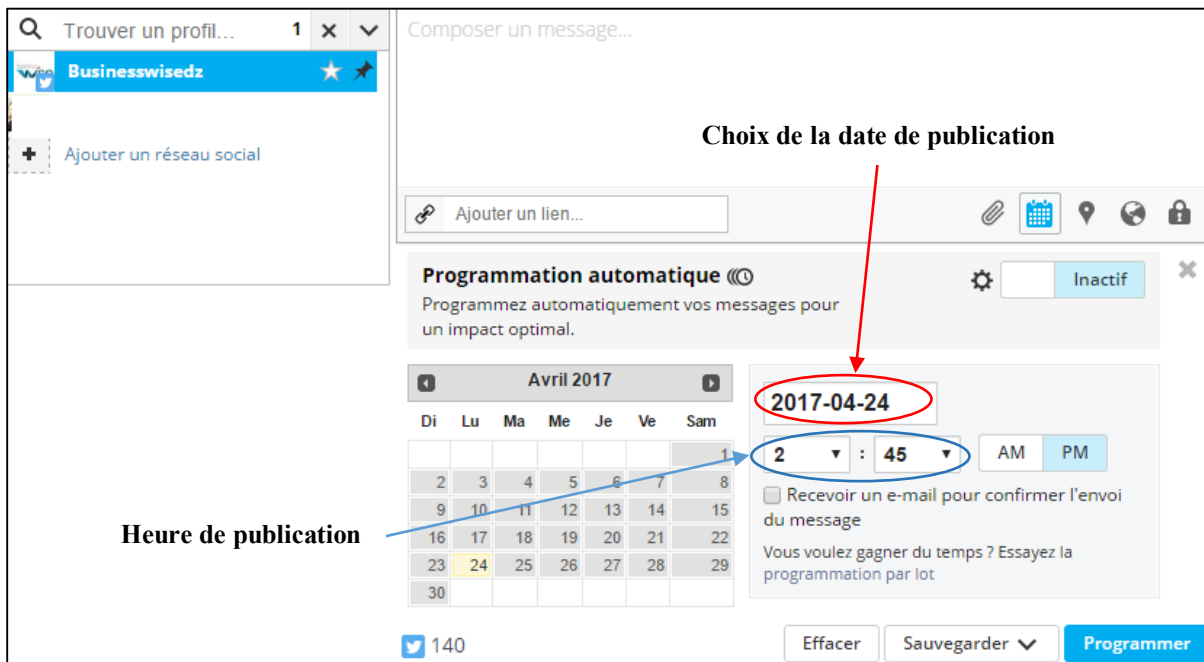 Trouver un profil... 1
Businesswisedz
Ajouter un réseau social
Composer un message...
Choix de la date de publication
Ajouter un lien...
Programmation automatique
Inactif
Programmez automatiquement vos messages pour
un impact optimal.
Avril 2017
Di Lu Ma Me Je Ve Sam
1
2 3 4 5 6 7 8
9 10 11 12 13 14 15
16 17 18 19 20 21 22
23 24 25 26 27 28 29
30
2017-04-24
2 : 45 AM PM
Recevoir un e-mail pour confirmer l'envoi
du message
Vous voulez gagner du temps ? Essayez la
programmation par lot
Heure de publication
140
Effacer Sauvegarder Programmer